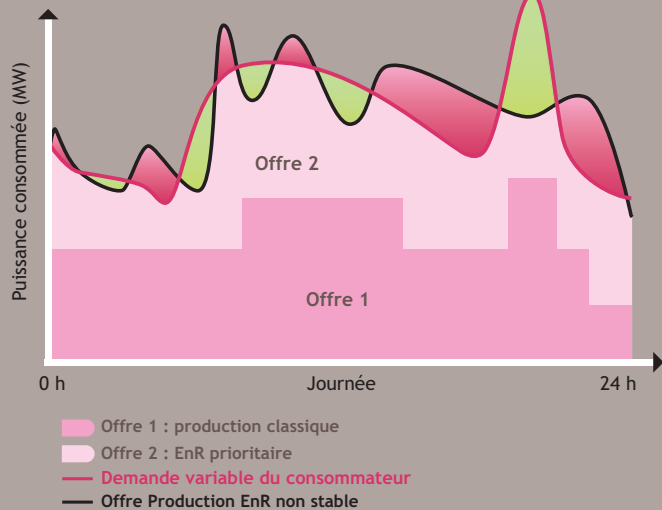 Puissance consommée (MW)
Offre 2
Offre 1
0 h
Journée
24 h
Offre 1 : production classique
Offre 2 : EnR prioritaire
Demande variable du consommateur
Offre Production EnR non stable